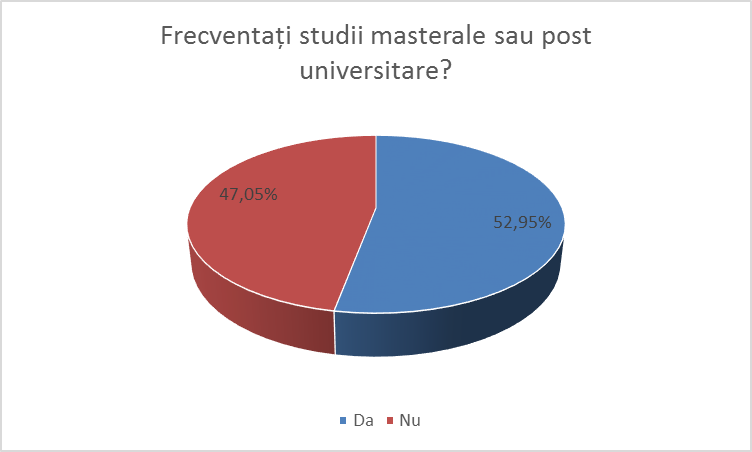 Frecventați studii masterale sau post
universitare?
47,05%
52,95%
Da Nu